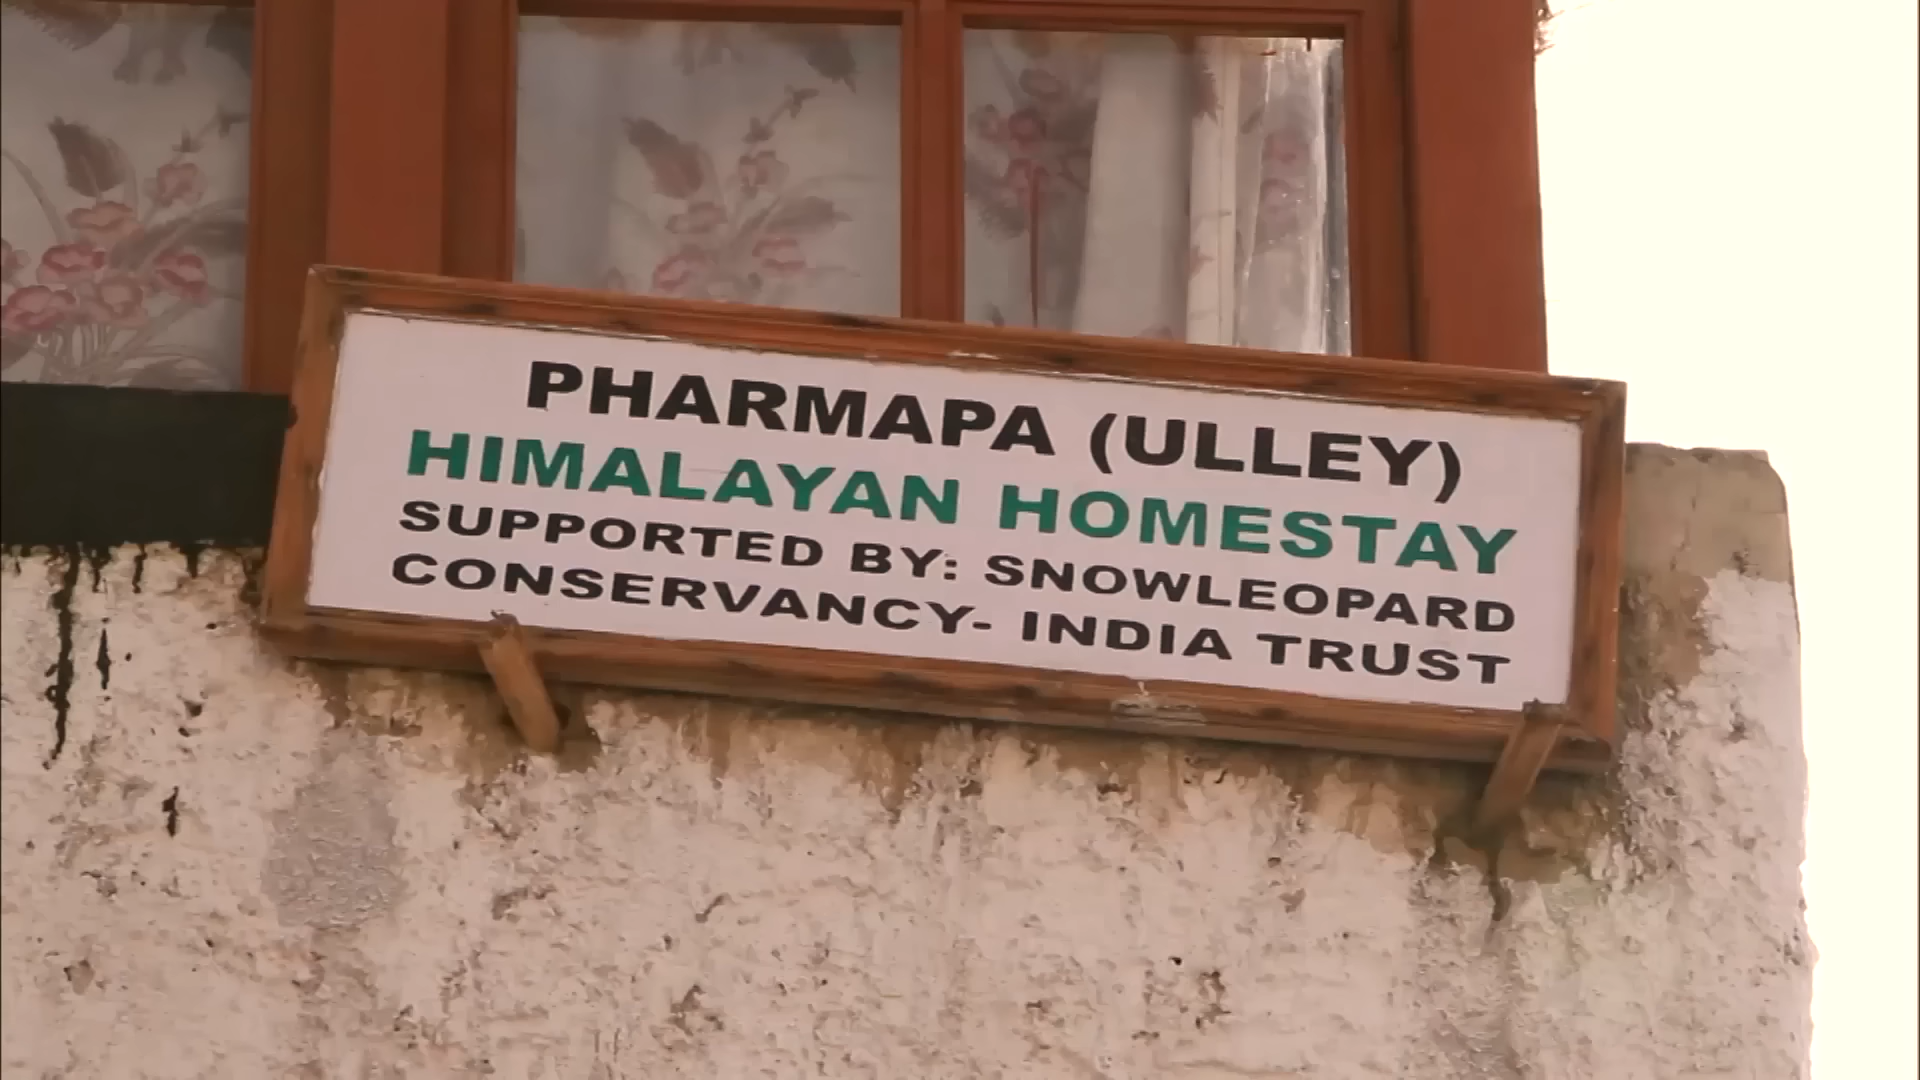 PHARMAPA (ULLEY)
HIMALAYAN HOMESTAY
SUPPORTED BY: SNOWLEOPARD
CONSERVANCY- INDIA TRUST